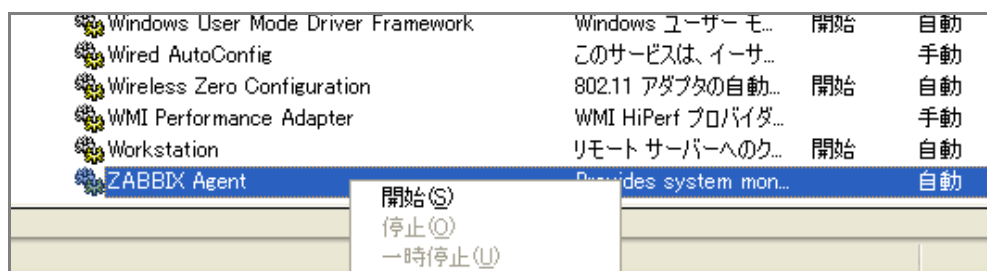 Windows User Mode Driver Framework Windows ユーザー モ... 開始 自動
Wired AutoConfig このサービスは、イーサ... 手動
Wireless Zero Configuration 802.11 アダプタの自動... 開始 自動
WMI Performance Adapter WMI HiPerf プロバイダ... 手動
Workstation リモート サーバーへのク... 開始 自動
ZABBIX Agent Provides system mon... 自動
開始(S)
停止(O)
一時停止(U)